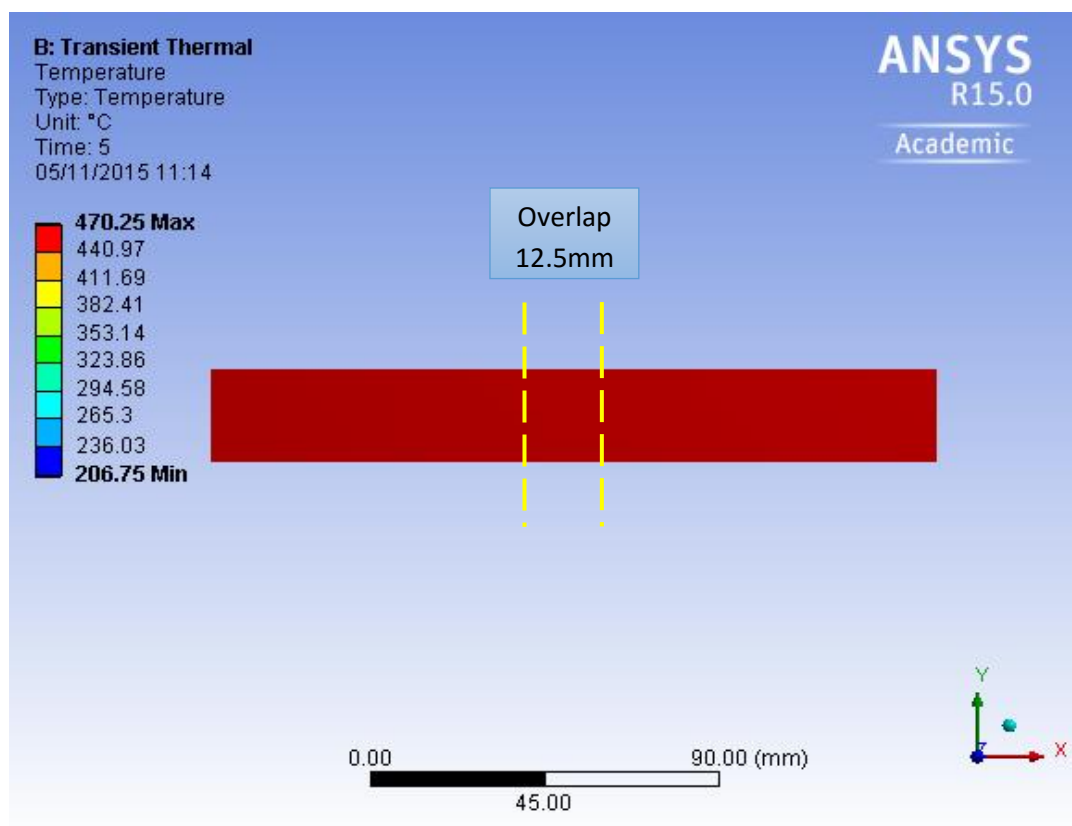 B: Transient Thermal
Temperature
Type: Temperature
Unit: °C
Time: 5
05/11/2015 11:14
ANSYS
R15.0
Academic
470.25 Max
440.97
411.69
382.41
353.14
323.86
294.58
265.3
236.03
206.75 Min
Overlap
12.5mm
0.00 90.00 (mm)
45.00
Y
Z X